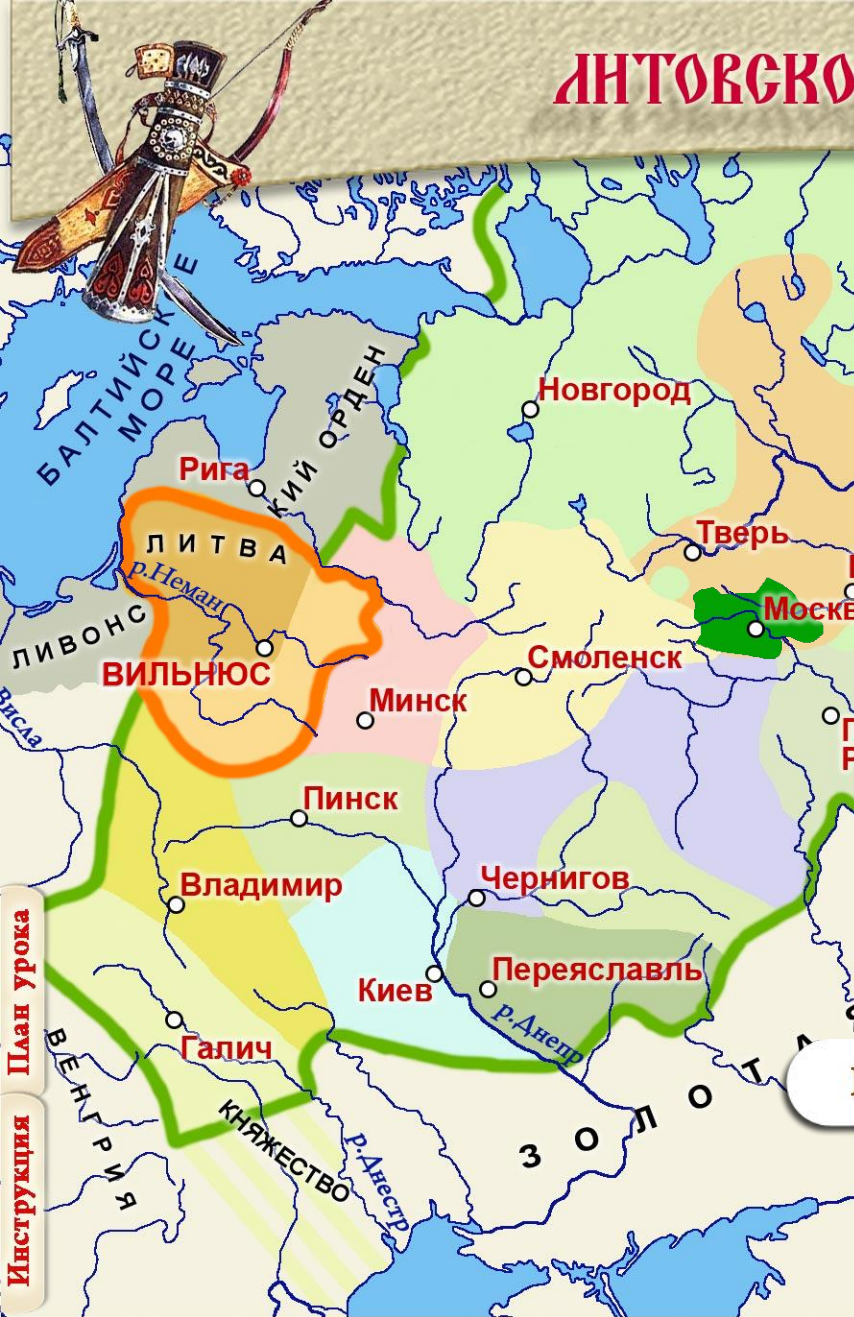 ЛИТОВСКО
БАЛТИЙСКОЕ
МОРЕ
Новгород
КИЙ ОРДЕН
Рига
ЛИТВА
р.Неман
Тверь
Москв
ЛИВОНС
ВИЛЬНЮС
Смоленск
Висла
Минск
Пинск
Владимир
Чернигов
Киев
Переяславль
р.Днепр
Галич
ВЕНГРИЯ
КНЯЖЕСТВО
р.Днестр
ЗОЛОТА
План урока
Инструкция